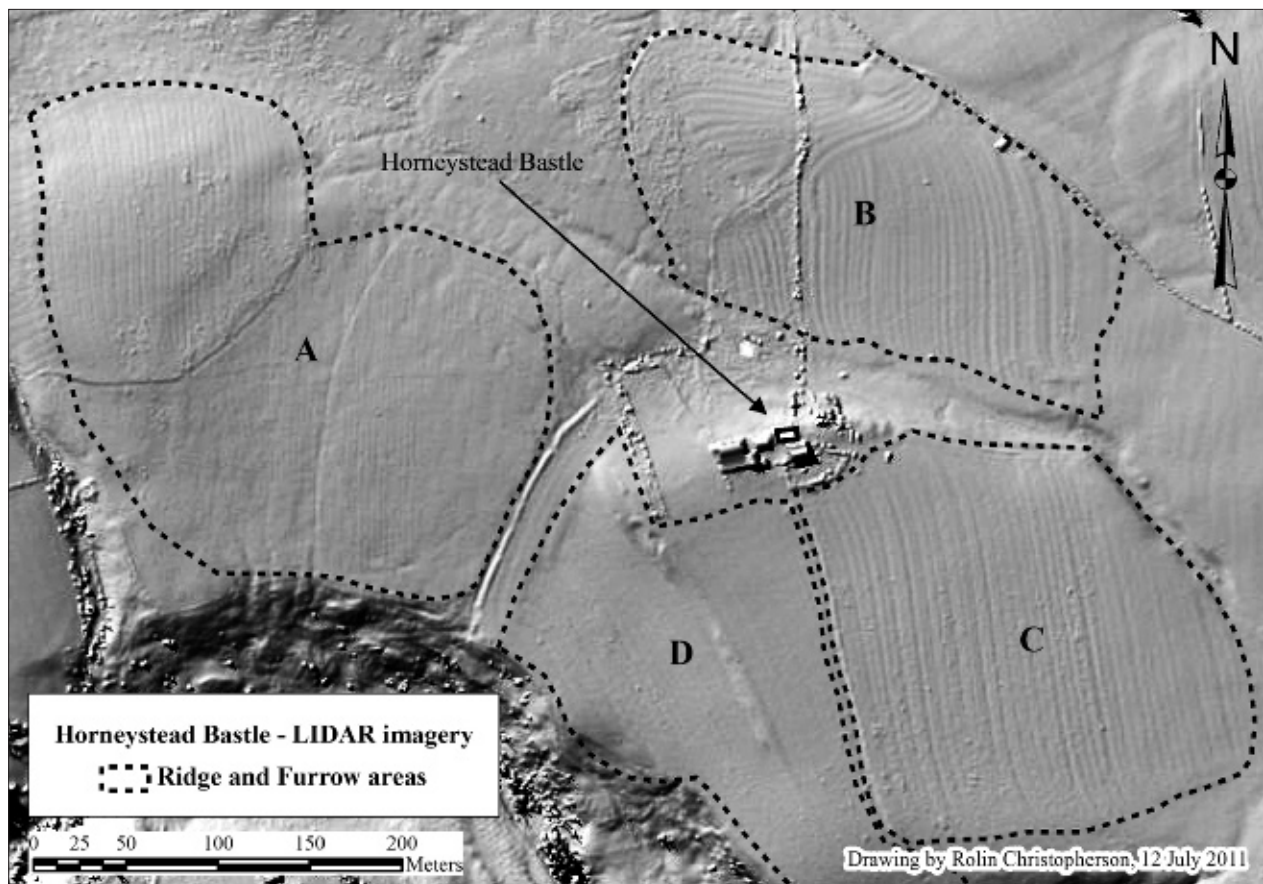 N
Horneystead Bastle
B
A
C
D
Horneystead Bastle - LIDAR imagery
Ridge and Furrow areas
0 25 50 100 150 200
Meters
Drawing by Rolin Christopherson, 12 July 2011